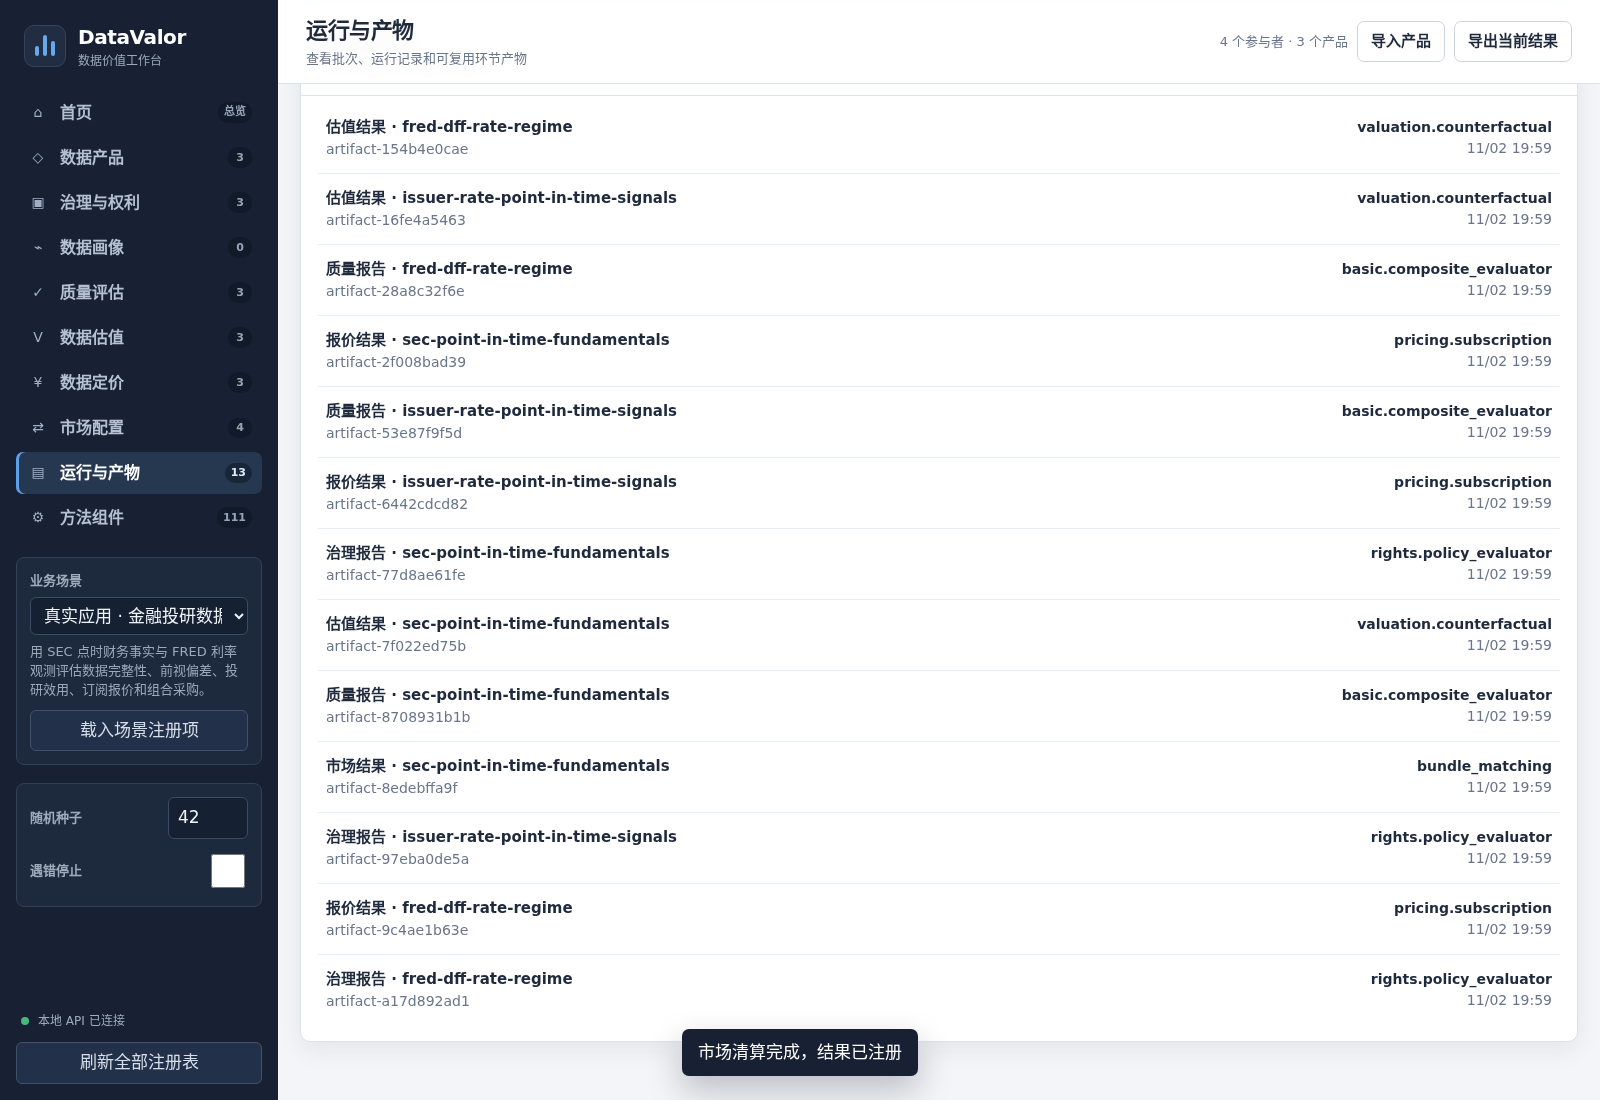 DataValor
数据价值工作台
首页 总览
数据产品 3
治理与权利 3
数据画像 0
质量评估 3
V 数据估值 3
¥ 数据定价 3
市场配置 4
运行与产物 13
方法组件 111
业务场景
真实应用 · 金融投研数据
用 SEC 点时财务事实与 FRED 利率
观测评估数据完整性、前视偏差、投
研效用、订阅报价和组合采购。
载入场景注册项
随机种子 42
遇错停止
本地 API 已连接
刷新全部注册表
运行与产物
查看批次、运行记录和可复用环节产物
4 个参与者 · 3 个产品
导入产品
导出当前结果
估值结果 · fred-dff-rate-regime valuation.counterfactual
artifact-154b4e0cae 11/02 19:59
估值结果 · issuer-rate-point-in-time-signals valuation.counterfactual
artifact-16fe4a5463 11/02 19:59
质量报告 · fred-dff-rate-regime basic.composite_evaluator
artifact-28a8c32f6e 11/02 19:59
报价结果 · sec-point-in-time-fundamentals pricing.subscription
artifact-2f008bad39 11/02 19:59
质量报告 · issuer-rate-point-in-time-signals basic.composite_evaluator
artifact-53e87f9f5d 11/02 19:59
报价结果 · issuer-rate-point-in-time-signals pricing.subscription
artifact-6442cdcd82 11/02 19:59
治理报告 · sec-point-in-time-fundamentals rights.policy_evaluator
artifact-77d8ae61fe 11/02 19:59
估值结果 · sec-point-in-time-fundamentals valuation.counterfactual
artifact-7f022ed75b 11/02 19:59
质量报告 · sec-point-in-time-fundamentals basic.composite_evaluator
artifact-8708931b1b 11/02 19:59
市场结果 · sec-point-in-time-fundamentals bundle_matching
artifact-8edebffa9f 11/02 19:59
治理报告 · issuer-rate-point-in-time-signals rights.policy_evaluator
artifact-97eba0de5a 11/02 19:59
报价结果 · fred-dff-rate-regime pricing.subscription
artifact-9c4ae1b63e 11/02 19:59
治理报告 · fred-dff-rate-regime rights.policy_evaluator
artifact-a17d892ad1 11/02 19:59
市场清算完成，结果已注册